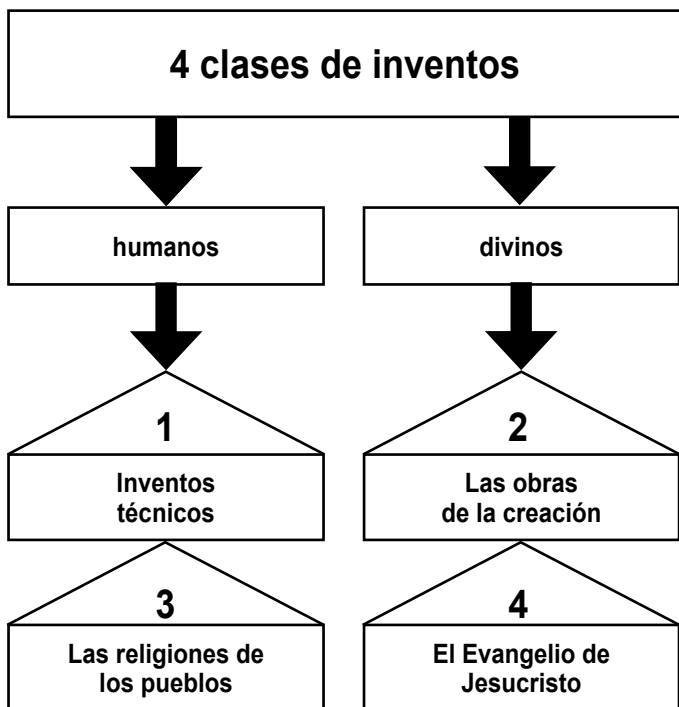 4 clases de inventos
humanos
divinos
1
Inventos
técnicos
2
Las obras
de la creación
3
Las religiones de
los pueblos
4
El Evangelio de
Jesucristo